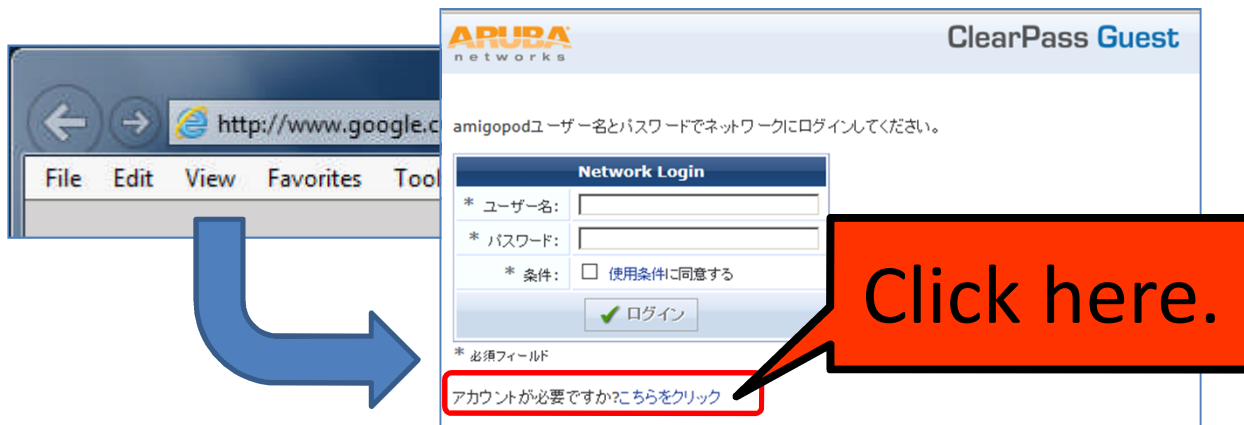 ARUBA
networks
ClearPass Guest
http://www.google.c
File Edit View Favorites Tool
amigopodユーザー名とパスワードでネットワークにログインしてください。
Network Login
* ユーザー名:
* パスワード:
* 条件: 使用条件に同意する
ログイン
* 必須フィールド
アカウントが必要ですか?こちらをクリック
Click here.